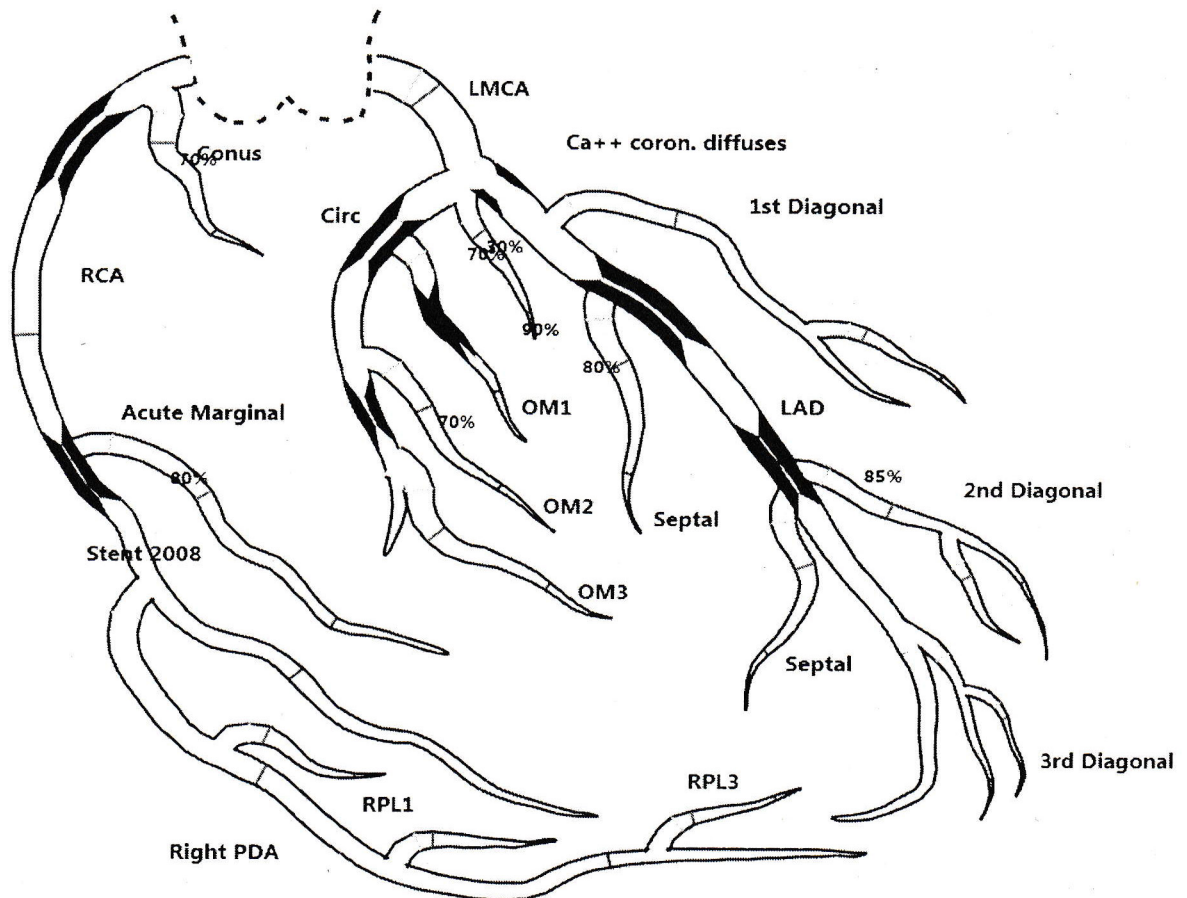 LMCA
Ca++ coron. diffuses
Conus
70%
1st Diagonal
Circ
30%
70%
RCA
90%
80%
OM1
LAD
Acute Marginal
70%
80%
85%
2nd Diagonal
OM2
Septal
Stent 2008
OM3
Septal
3rd Diagonal
RPL3
RPL1
Right PDA